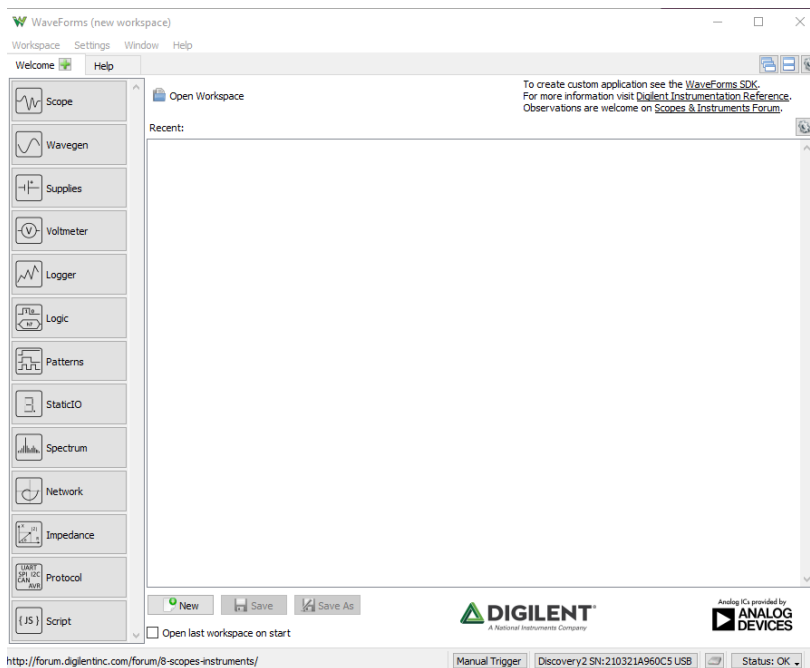 WaveForms (new workspace)
Workspace Settings Window Help
Welcome Help
Scope
Wavegen
Supplies
Voltmeter
Logger
Logic
Patterns
StaticIO
Spectrum
Network
Impedance
UART
SPI I2C
CAN
AVR
Protocol
{JS} Script
Open Workspace
To create custom application see the WaveForms SDK.
For more information visit Digilent Instrumentation Reference.
Observations are welcome on Scopes & Instruments Forum.
Recent:
New Save Save As
Open last workspace on start
DIGILENT
A National Instruments Company
Analog ICs provided by
ANALOG
DEVICES
http://forum.digilentinc.com/forum/8-scopes-instruments/
Manual Trigger Discovery2 SN:210321A960C5 USB Status: OK